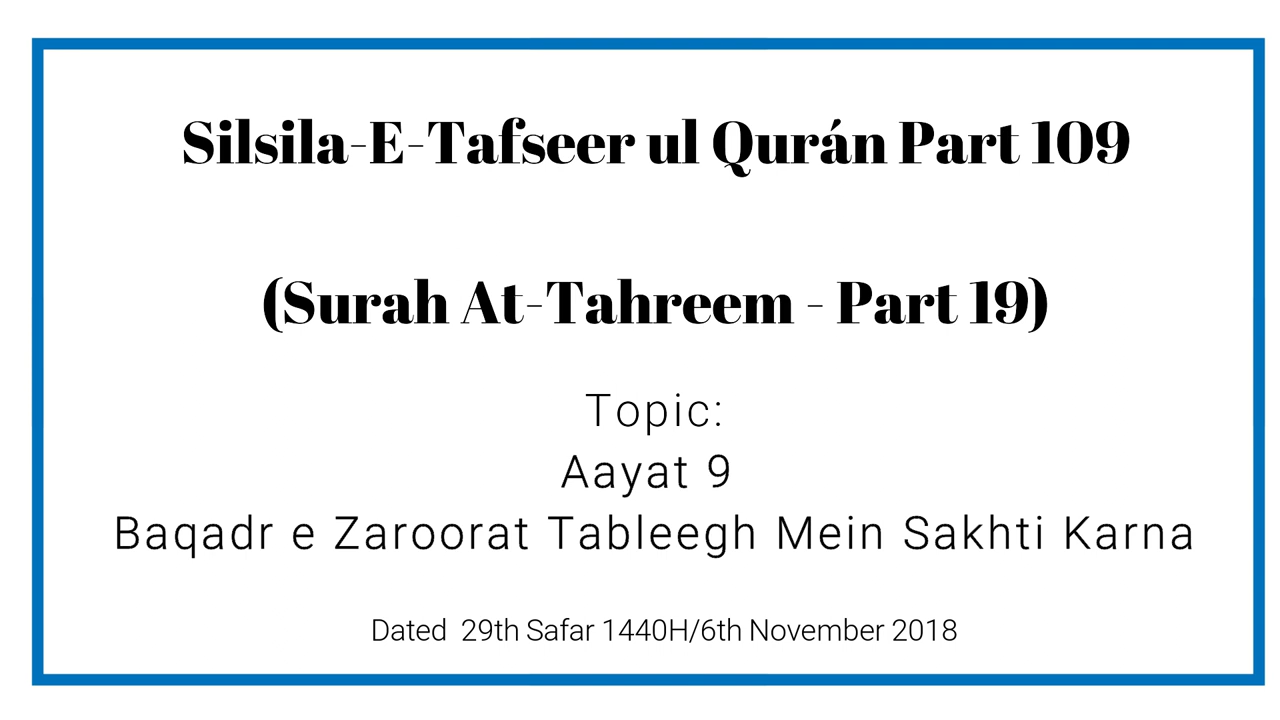 Silsila-E-Tafseer ul Qurán Part 109
(Surah At-Tahreem - Part 19)
Topic:
Aayat 9
Baqadr e Zaroorat Tableegh Mein Sakhti Karna
Dated 29th Safar 1440H/6th November 2018